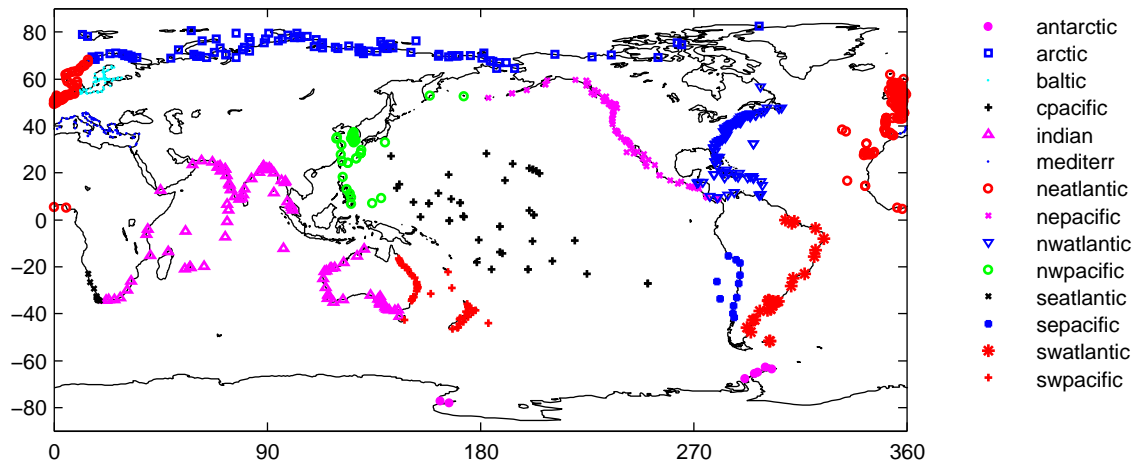 80
60
40
20
0
−20
−40
−60
−80
0
90
180
270
360
antarctic
arctic
baltic
cpacific
indian
mediterr
neatlantic
nepacific
nwatlantic
nwpacific
seatlantic
sepacific
swatlantic
swpacific